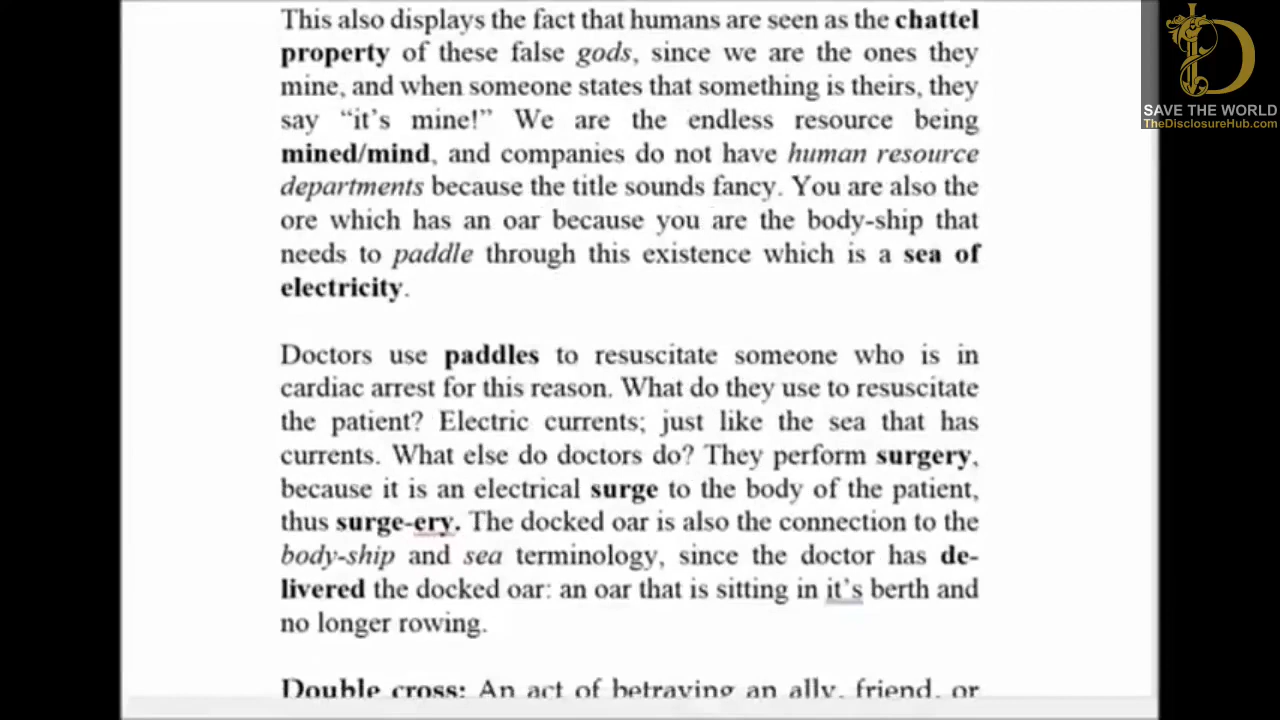 This also displays the fact that humans are seen as the chattel
property of these false gods, since we are the ones they
mine, and when someone states that something is theirs, they
say “it’s mine!” We are the endless resource being
mined/mind, and companies do not have human resource
departments because the title sounds fancy. You are also the
ore which has an oar because you are the body-ship that
needs to paddle through this existence which is a sea of
electricity.
Doctors use paddles to resuscitate someone who is in
cardiac arrest for this reason. What do they use to resuscitate
the patient? Electric currents; just like the sea that has
currents. What else do doctors do? They perform surgery,
because it is an electrical surge to the body of the patient,
thus surge-ery. The docked oar is also the connection to the
body-ship and sea terminology, since the doctor has de-
livered the docked oar: an oar that is sitting in it’s berth and
no longer rowing.
Double cross: An act of betraying an ally, friend, or
D
SAVE THE WORLD
TheDisclosureHub.com